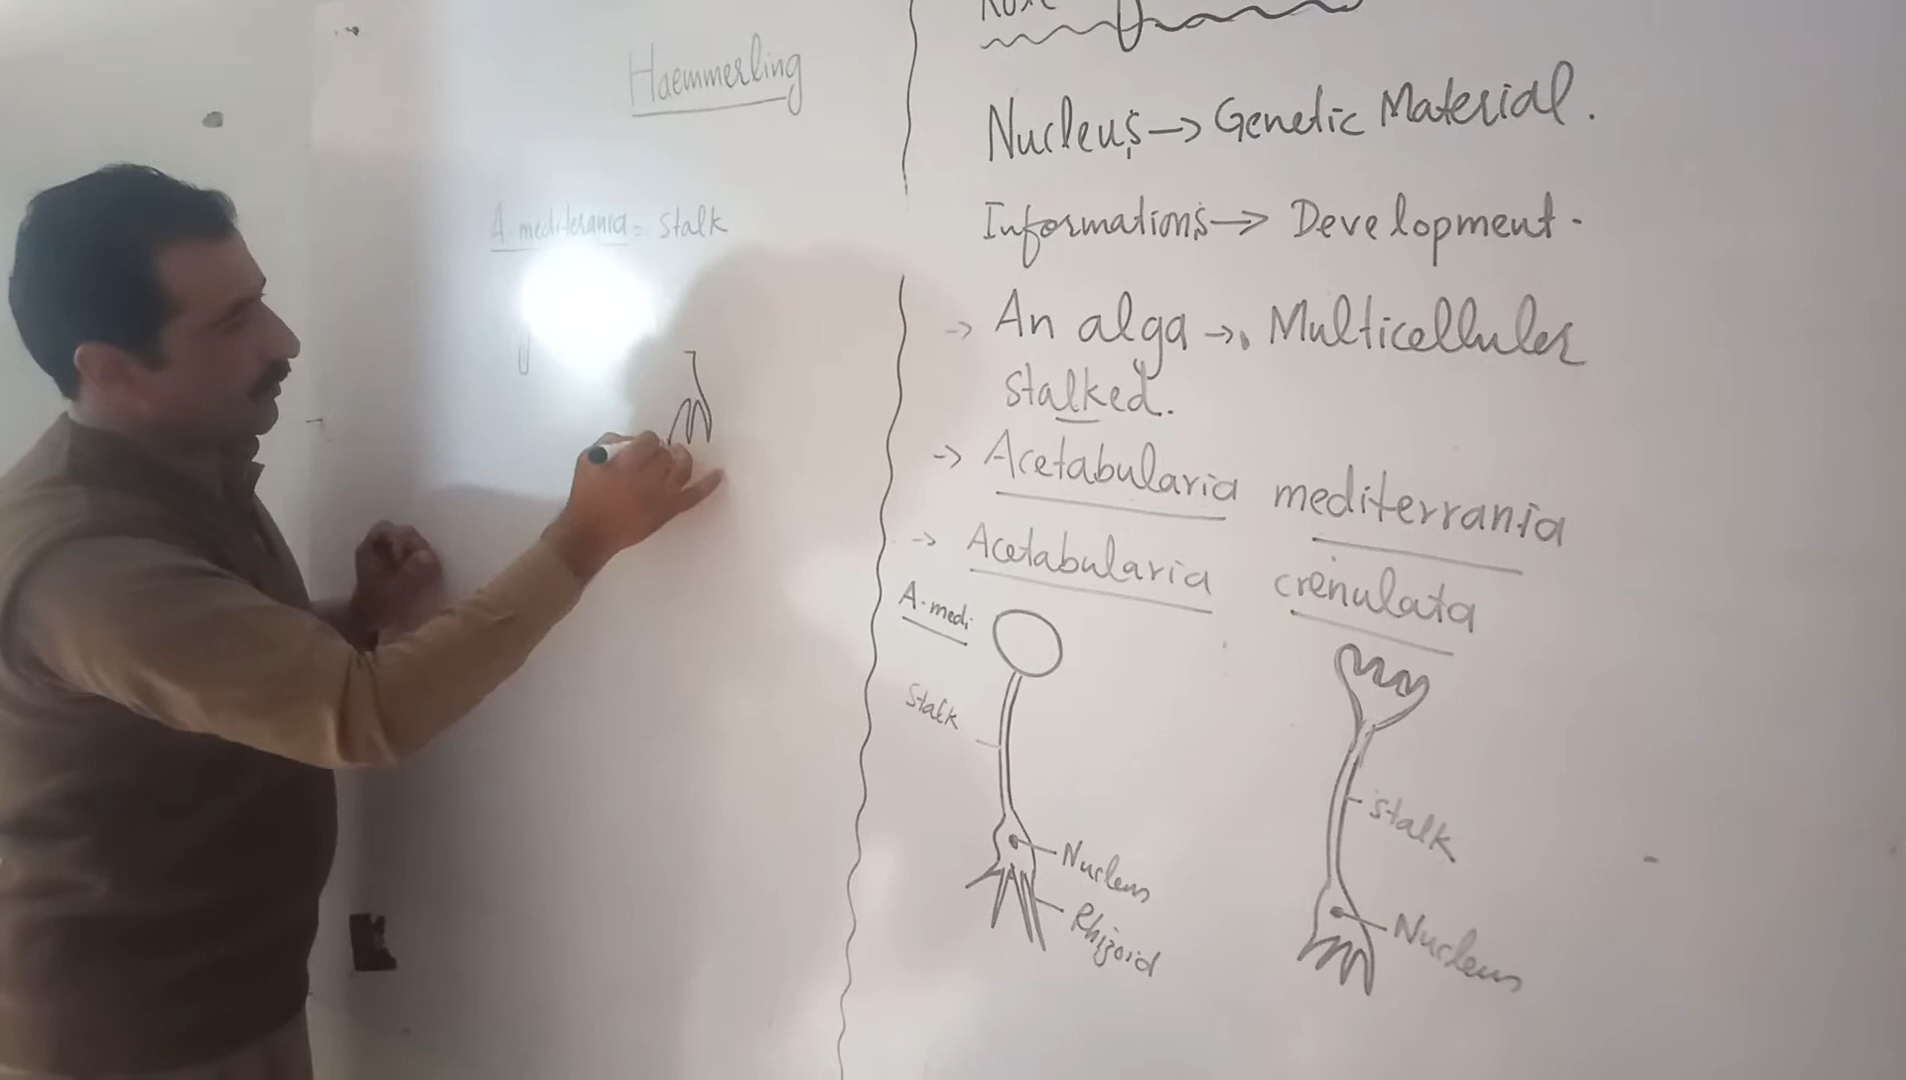 Haemmerling
A. mediterania = stalk
Nucleus → Genetic Material.
Informations → Development.
→ An alga → Multicelluler
stalked.
→ Acetabularia mediterrania
→ Acetabularia crenulata
A. medi
stalk
Nucleus
Rhizoid
stalk
Nucleus